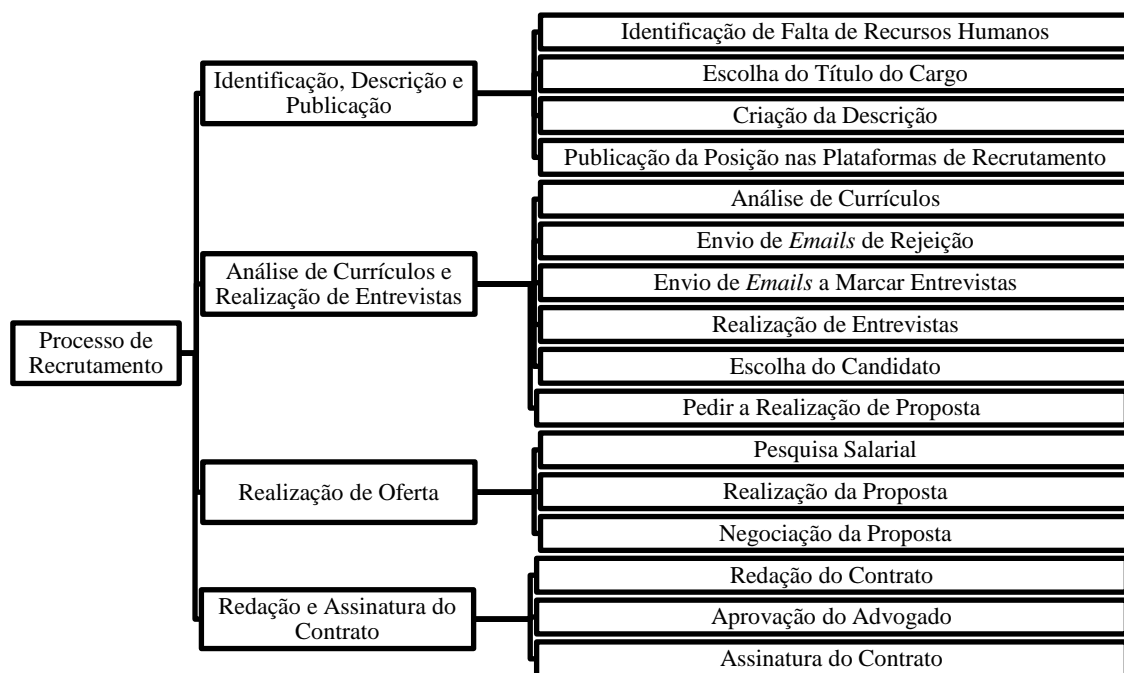 Processo de
Recrutamento
Identificação, Descrição e
Publicação
Identificação de Falta de Recursos Humanos
Escolha do Título do Cargo
Criação da Descrição
Publicação da Posição nas Plataformas de Recrutamento
Análise de Currículos e
Realização de Entrevistas
Análise de Currículos
Envio de Emails de Rejeição
Envio de Emails a Marcar Entrevistas
Realização de Entrevistas
Escolha do Candidato
Pedir a Realização de Proposta
Realização de Oferta
Pesquisa Salarial
Realização da Proposta
Negociação da Proposta
Redação e Assinatura do
Contrato
Redação do Contrato
Aprovação do Advogado
Assinatura do Contrato